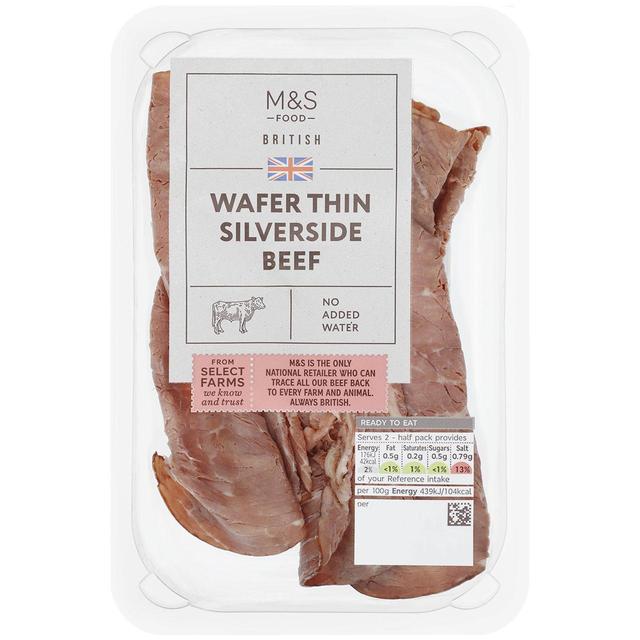 M&S
FOOD
BRITISH
WAFER THIN
SILVERSIDE
BEEF
NO
ADDED
WATER
FROM
SELECT
FARMS
we know
and trust
M&S IS THE ONLY
NATIONAL RETAILER WHO CAN
TRACE ALL OUR BEEF BACK
TO EVERY FARM AND ANIMAL.
ALWAYS BRITISH.
READY TO EAT
Serves 2 - half pack provides
Energy Fat Saturates Sugars Salt
176kJ 0.5g 0.2g 0.5g 0.79g
42kcal
2% <1% 1% <1% 13%
of your Reference intake
per 100g Energy 439kJ/104kcal
per